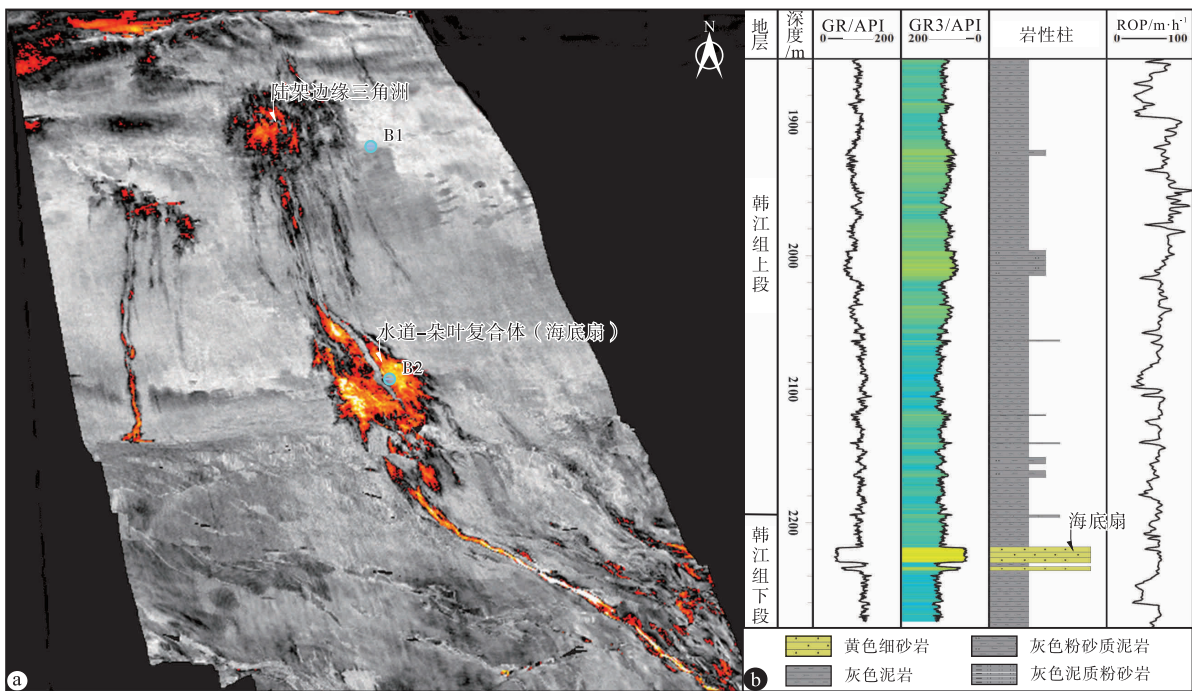 N
陆架边缘三角洲
B1
水道–朵叶复合体（海底扇）
B2
a
地层
深度/m
GR/API
0 200
GR3/API
200 0
岩性柱
ROP/m·h⁻¹
0 100
1900
2000
2100
2200
韩江组上段
韩江组下段
海底扇
黄色细砂岩
灰色粉砂质泥岩
灰色泥岩
灰色泥质粉砂岩
b